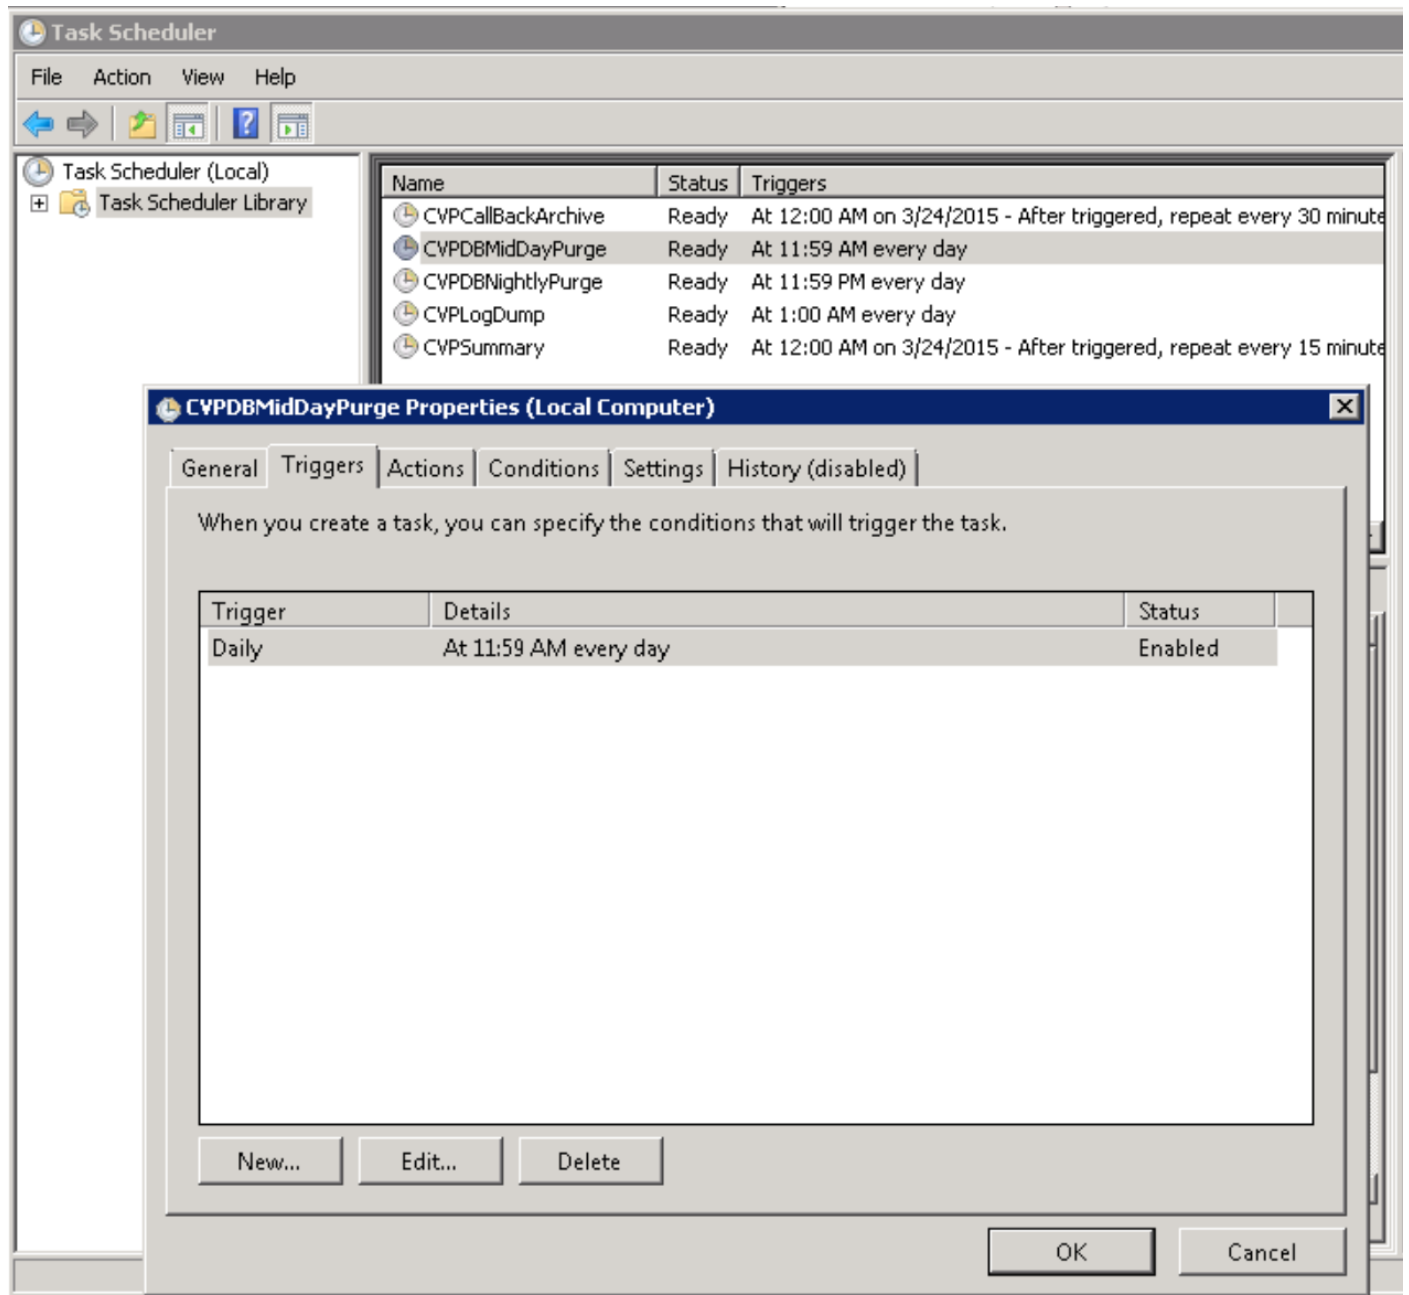 Task Scheduler
File Action View Help
Task Scheduler (Local)
Task Scheduler Library
Name Status Triggers
CVPCallBackArchive Ready At 12:00 AM on 3/24/2015 - After triggered, repeat every 30 minute
CVPDBMidDayPurge Ready At 11:59 AM every day
CVPDBNightlyPurge Ready At 11:59 PM every day
CVPLogDump Ready At 1:00 AM every day
CVPSummary Ready At 12:00 AM on 3/24/2015 - After triggered, repeat every 15 minute
CVPDBMidDayPurge Properties (Local Computer)
General Triggers Actions Conditions Settings History (disabled)
When you create a task, you can specify the conditions that will trigger the task.
Trigger Details Status
Daily At 11:59 AM every day Enabled
New... Edit... Delete
OK Cancel